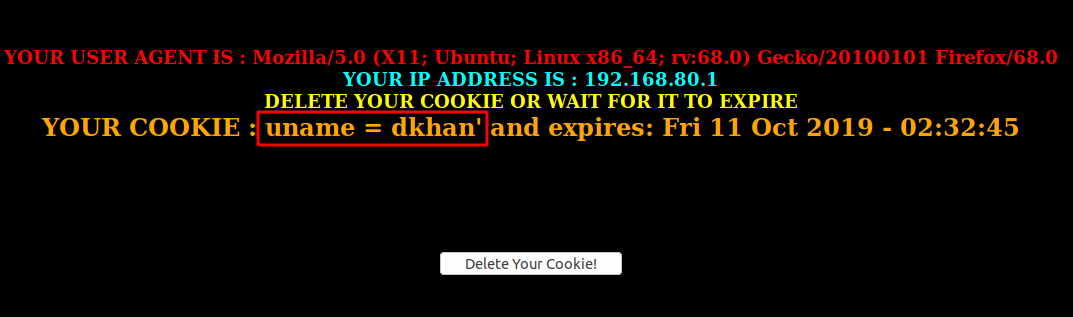 YOUR USER AGENT IS : Mozilla/5.0 (X11; Ubuntu; Linux x86_64; rv:68.0) Gecko/20100101 Firefox/68.0
YOUR IP ADDRESS IS : 192.168.80.1
DELETE YOUR COOKIE OR WAIT FOR IT TO EXPIRE
YOUR COOKIE : uname = dkhan' and expires: Fri 11 Oct 2019 - 02:32:45
Delete Your Cookie!